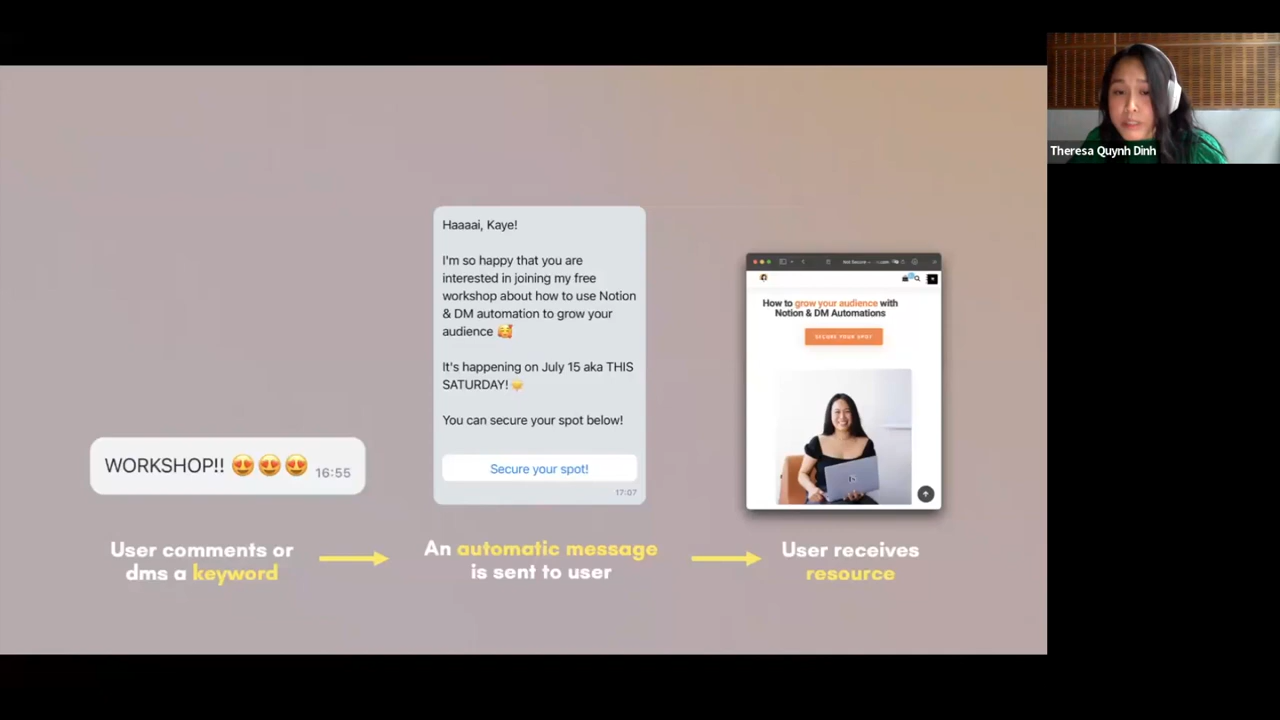 Theresa Quynh Dinh
WORKSHOP!! 😍😍😍 16:55
User comments or
dms a keyword
Haaaai, Kaye!
I'm so happy that you are
interested in joining my free
workshop about how to use Notion
& DM automation to grow your
audience 🥰
It's happening on July 15 aka THIS
SATURDAY!
You can secure your spot below!
Secure your spot!
17:07
An automatic message
is sent to user
How to grow your audience with
Notion & DM Automations
SECURE YOUR SPOT
User receives
resource